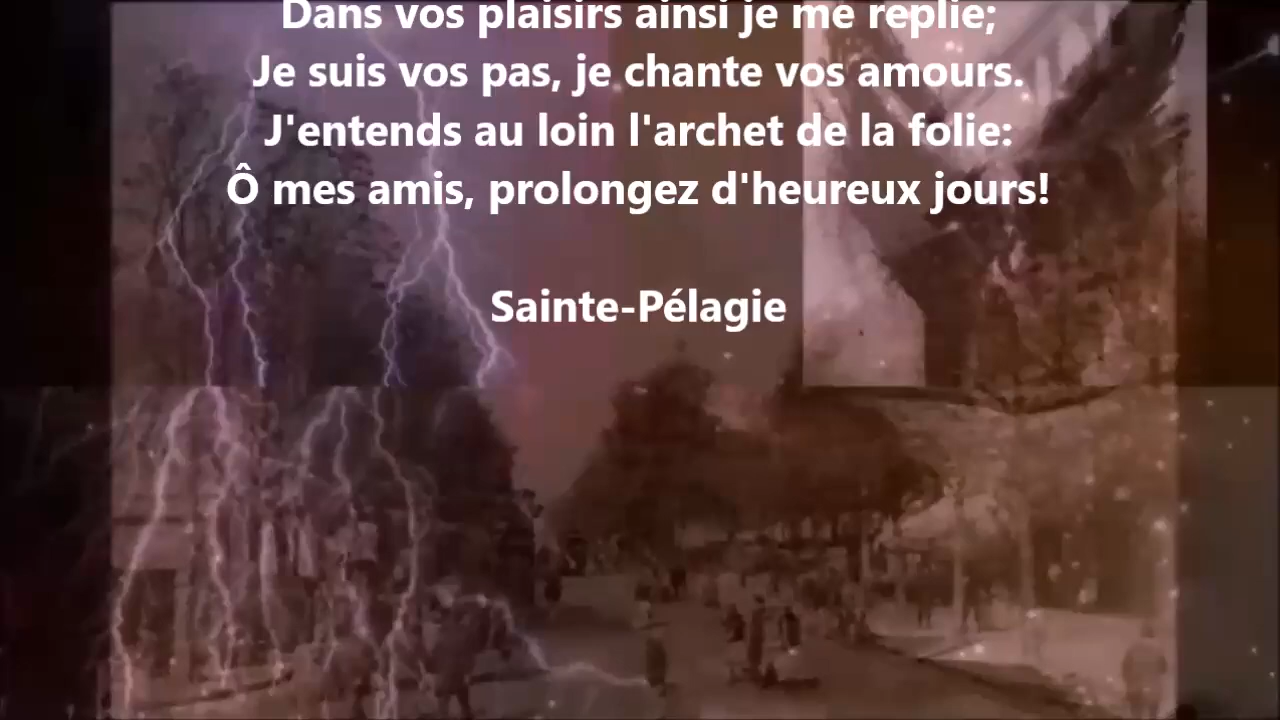 Dans vos plaisirs ainsi je me replie;
Je suis vos pas, je chante vos amours.
J'entends au loin l'archet de la folie:
Ô mes amis, prolongez d'heureux jours!
Sainte-Pélagie